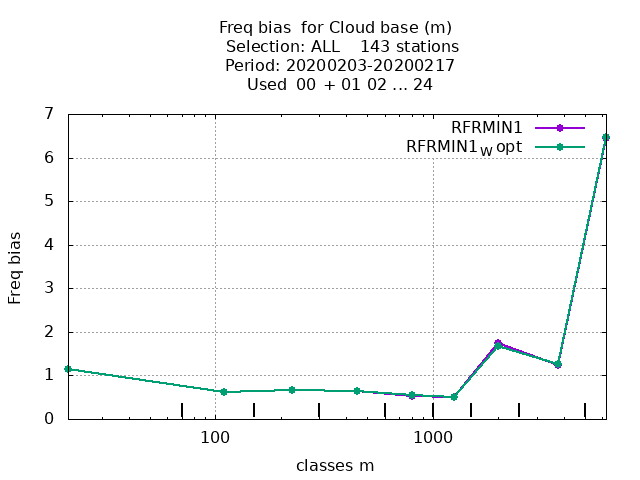 Freq bias  for Cloud base (m)
Selection: ALL    143 stations
Period: 20200203-20200217
Used  00 + 01 02 ... 24
RFRMIN1
RFRMIN1W opt
7
6
5
4
3
2
1
0
Freq bias
100
1000
classes m